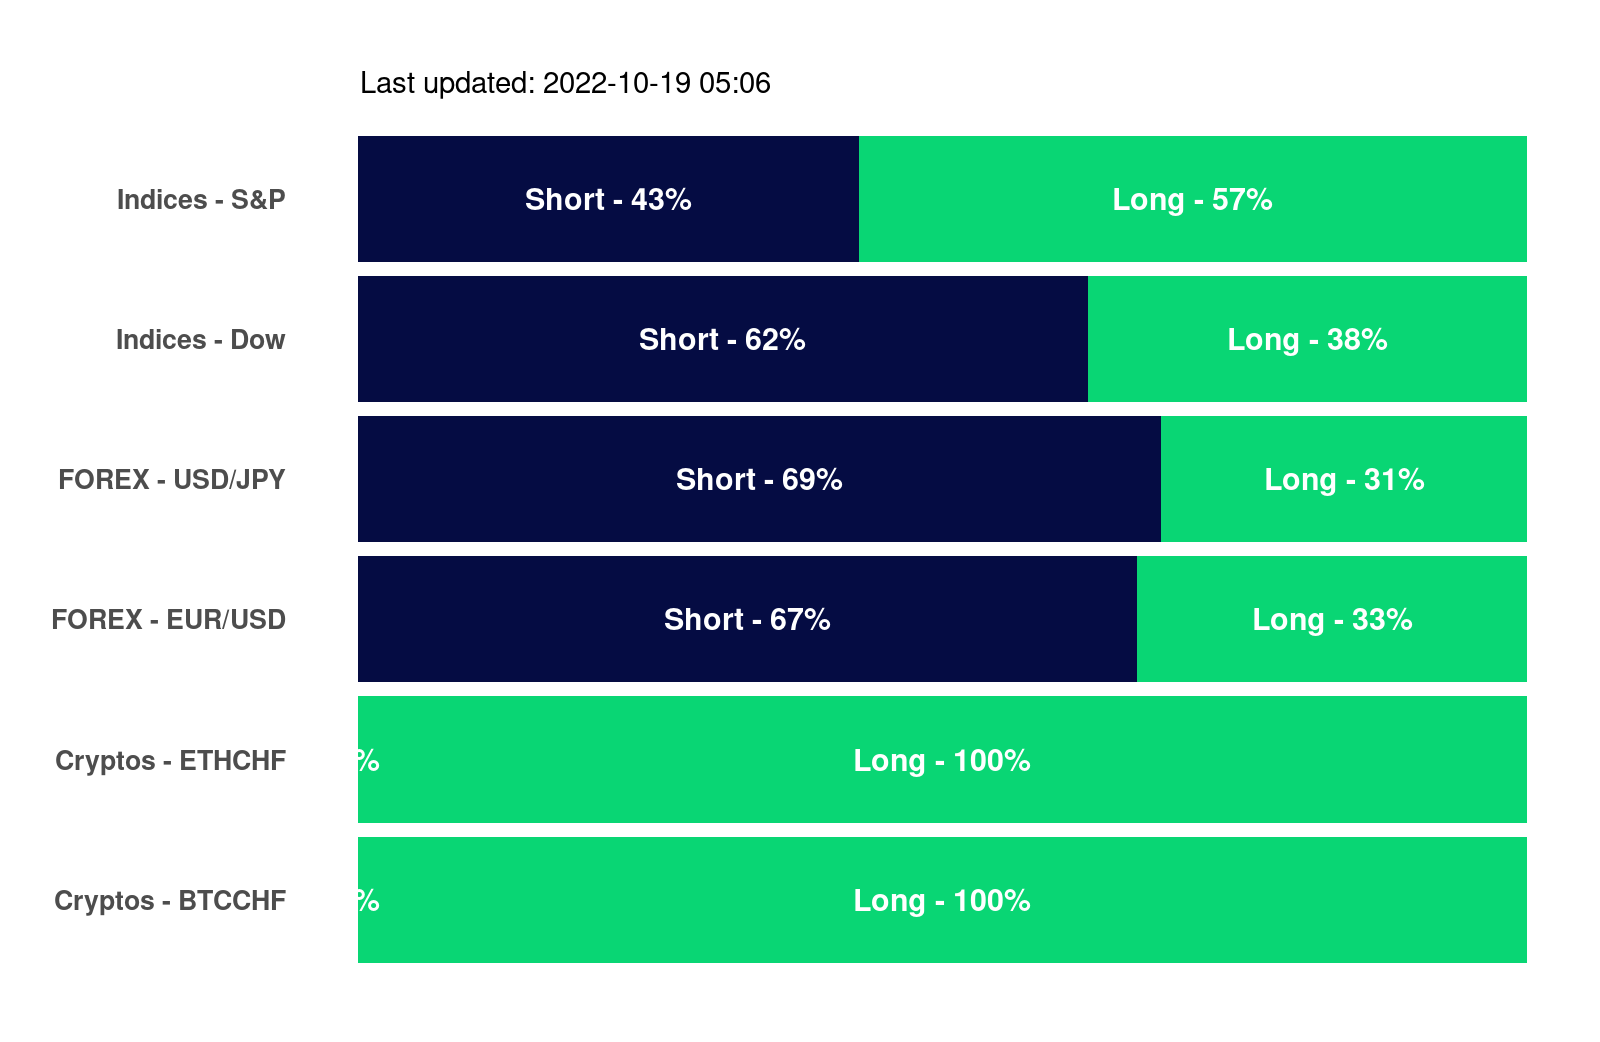 Last updated: 2022-10-19 05:06
Indices - S&P Short - 43% Long - 57%
Indices - Dow Short - 62% Long - 38%
FOREX - USD/JPY Short - 69% Long - 31%
FOREX - EUR/USD Short - 67% Long - 33%
Cryptos - ETHCHF % Long - 100%
Cryptos - BTCCHF % Long - 100%